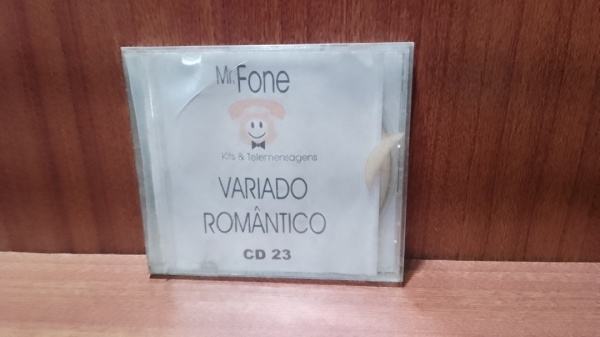 Mr. Fone
Kits & Telemensagens
VARIADO
ROMÂNTICO
CD 23